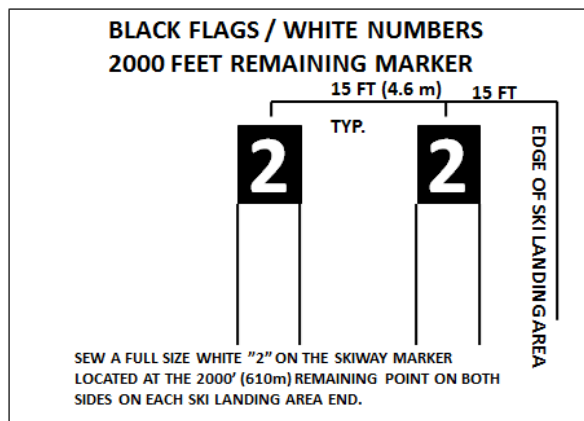 BLACK FLAGS / WHITE NUMBERS
2000 FEET REMAINING MARKER
15 FT (4.6 m) 15 FT
TYP.
2 2
EDGE OF SKI LANDING AREA
SEW A FULL SIZE WHITE ”2” ON THE SKIWAY MARKER
LOCATED AT THE 2000’ (610m) REMAINING POINT ON BOTH
SIDES ON EACH SKI LANDING AREA END.